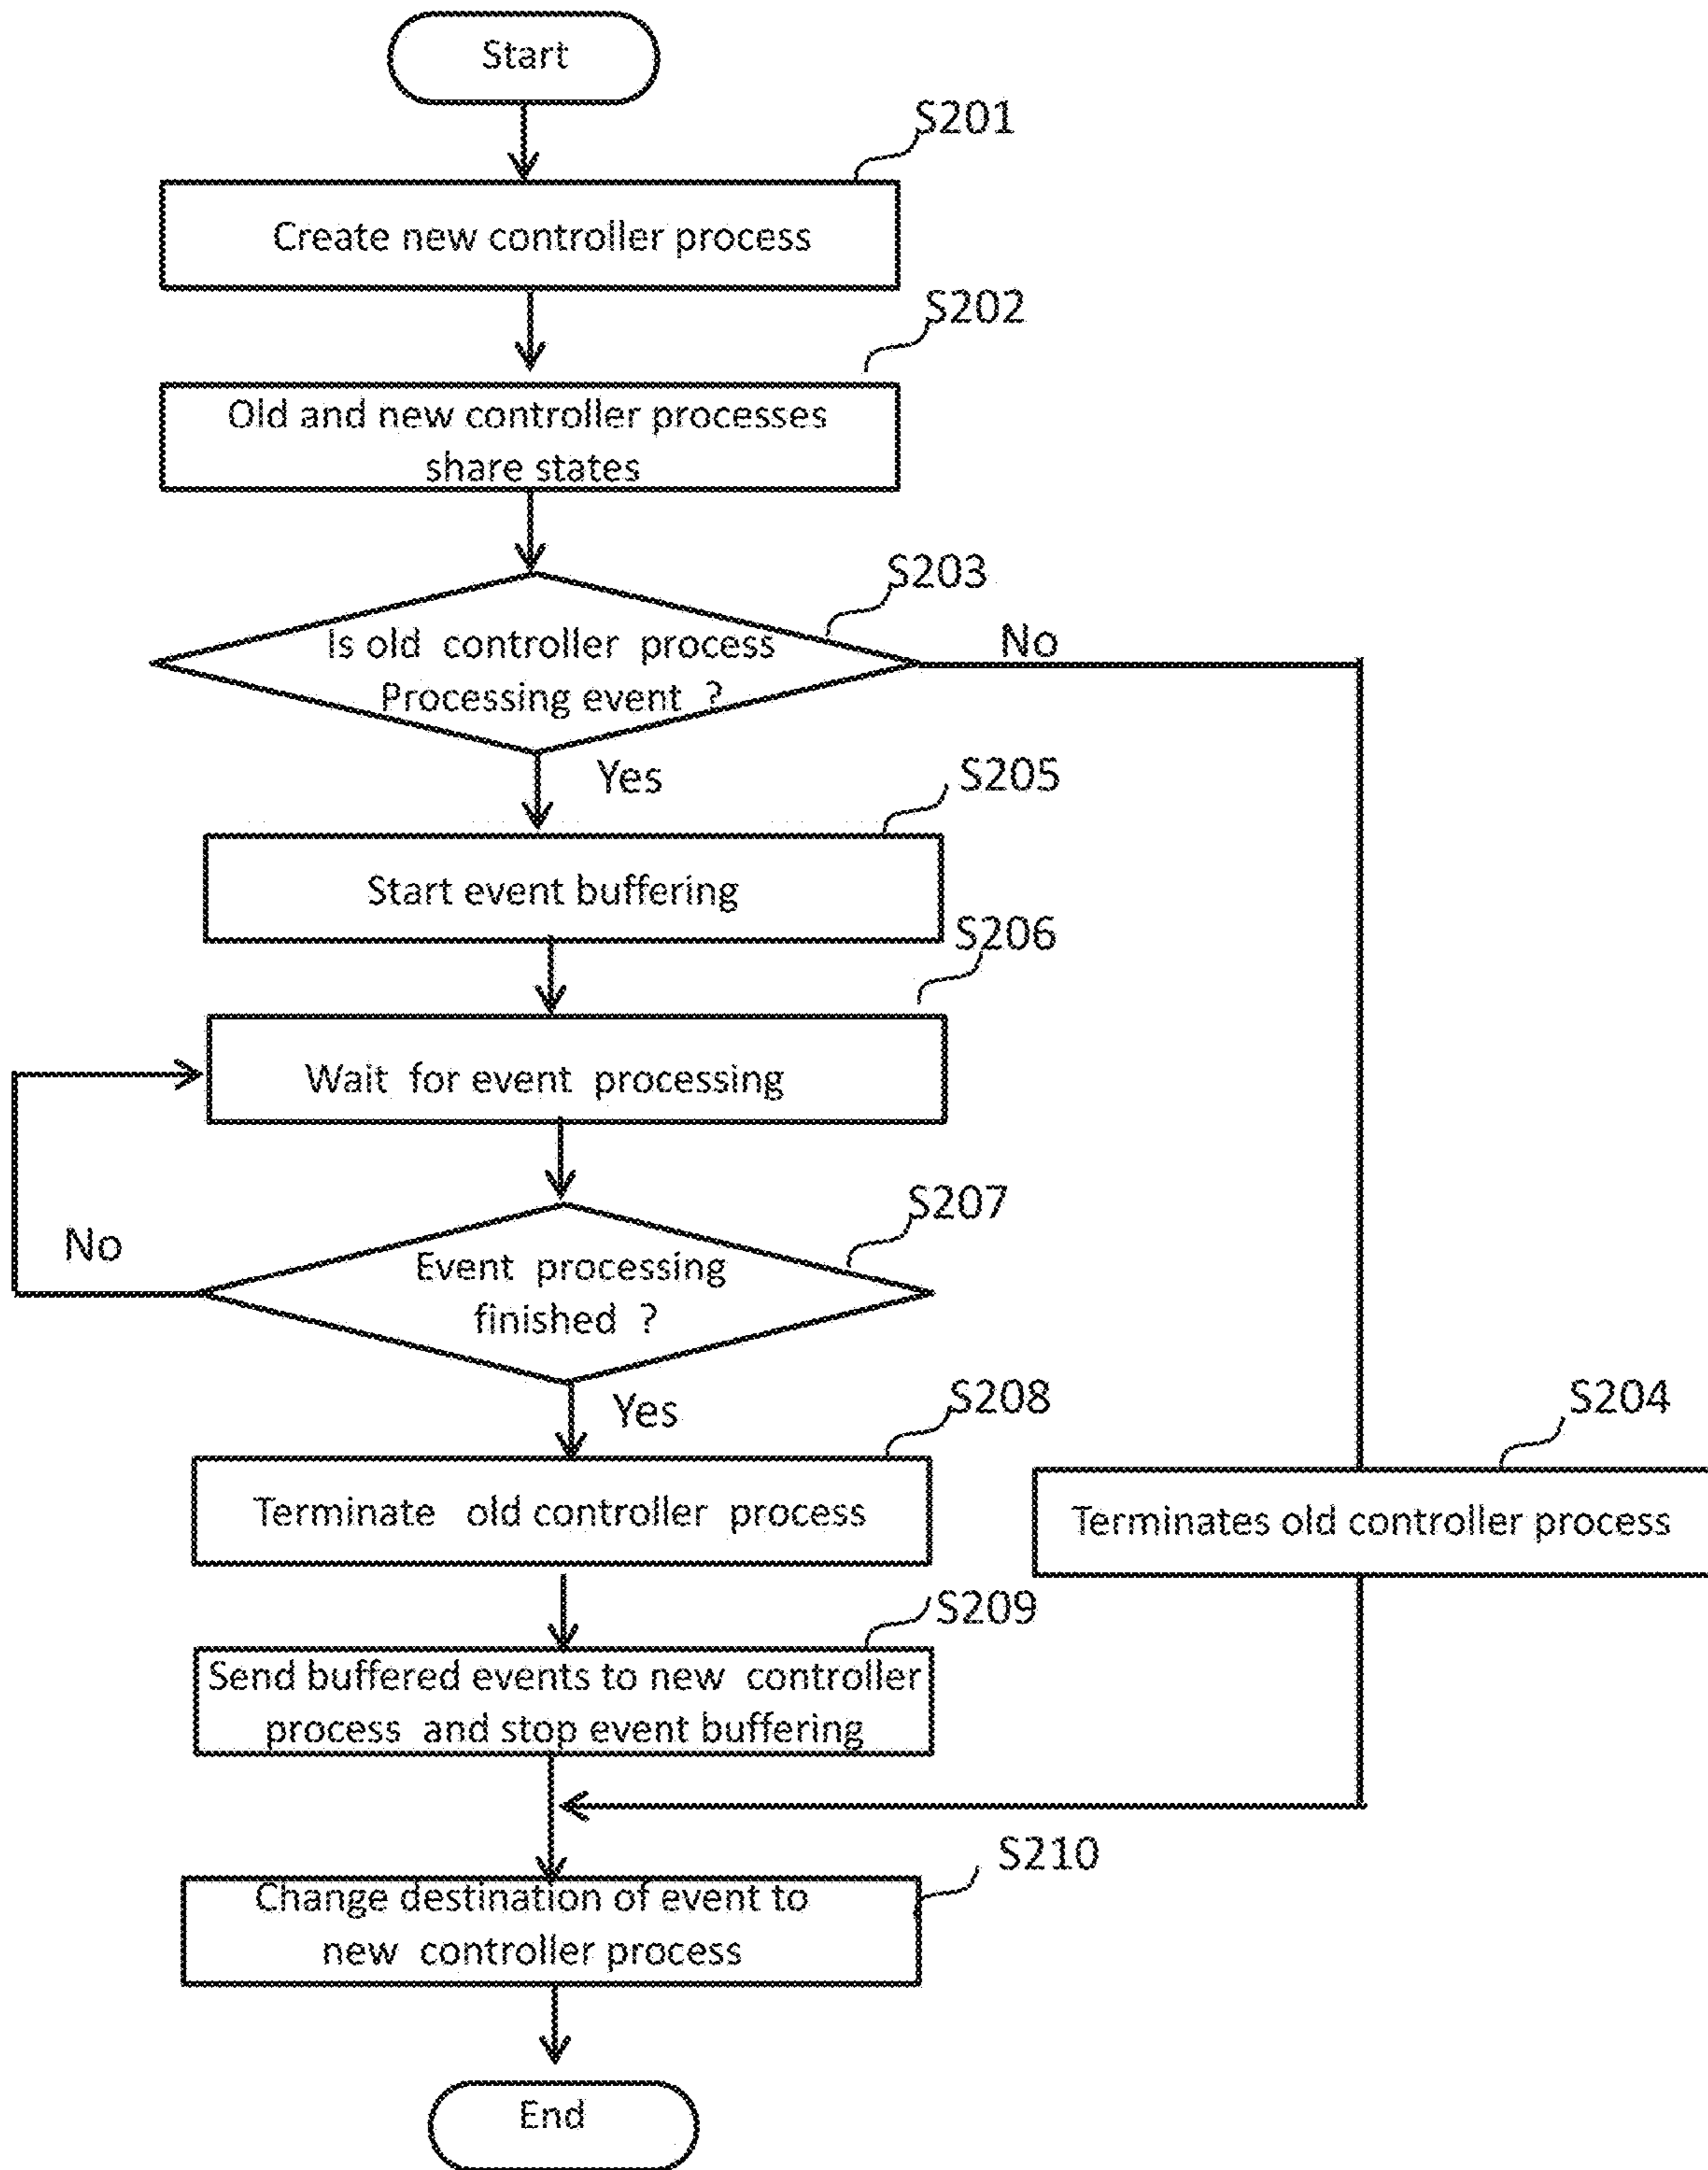 Start
S201
Create new controller process
S202
Old and new controller processes
share states
S203
Is old controller process
Processing event ?
No
Yes
S205
Start event buffering
S206
Wait for event processing
S207
No
Event processing
finished ?
Yes
S208
S204
Terminate old controller process
Terminates old controller process
S209
Send buffered events to new controller
process and stop event buffering
S210
Change destination of event to
new controller process
End